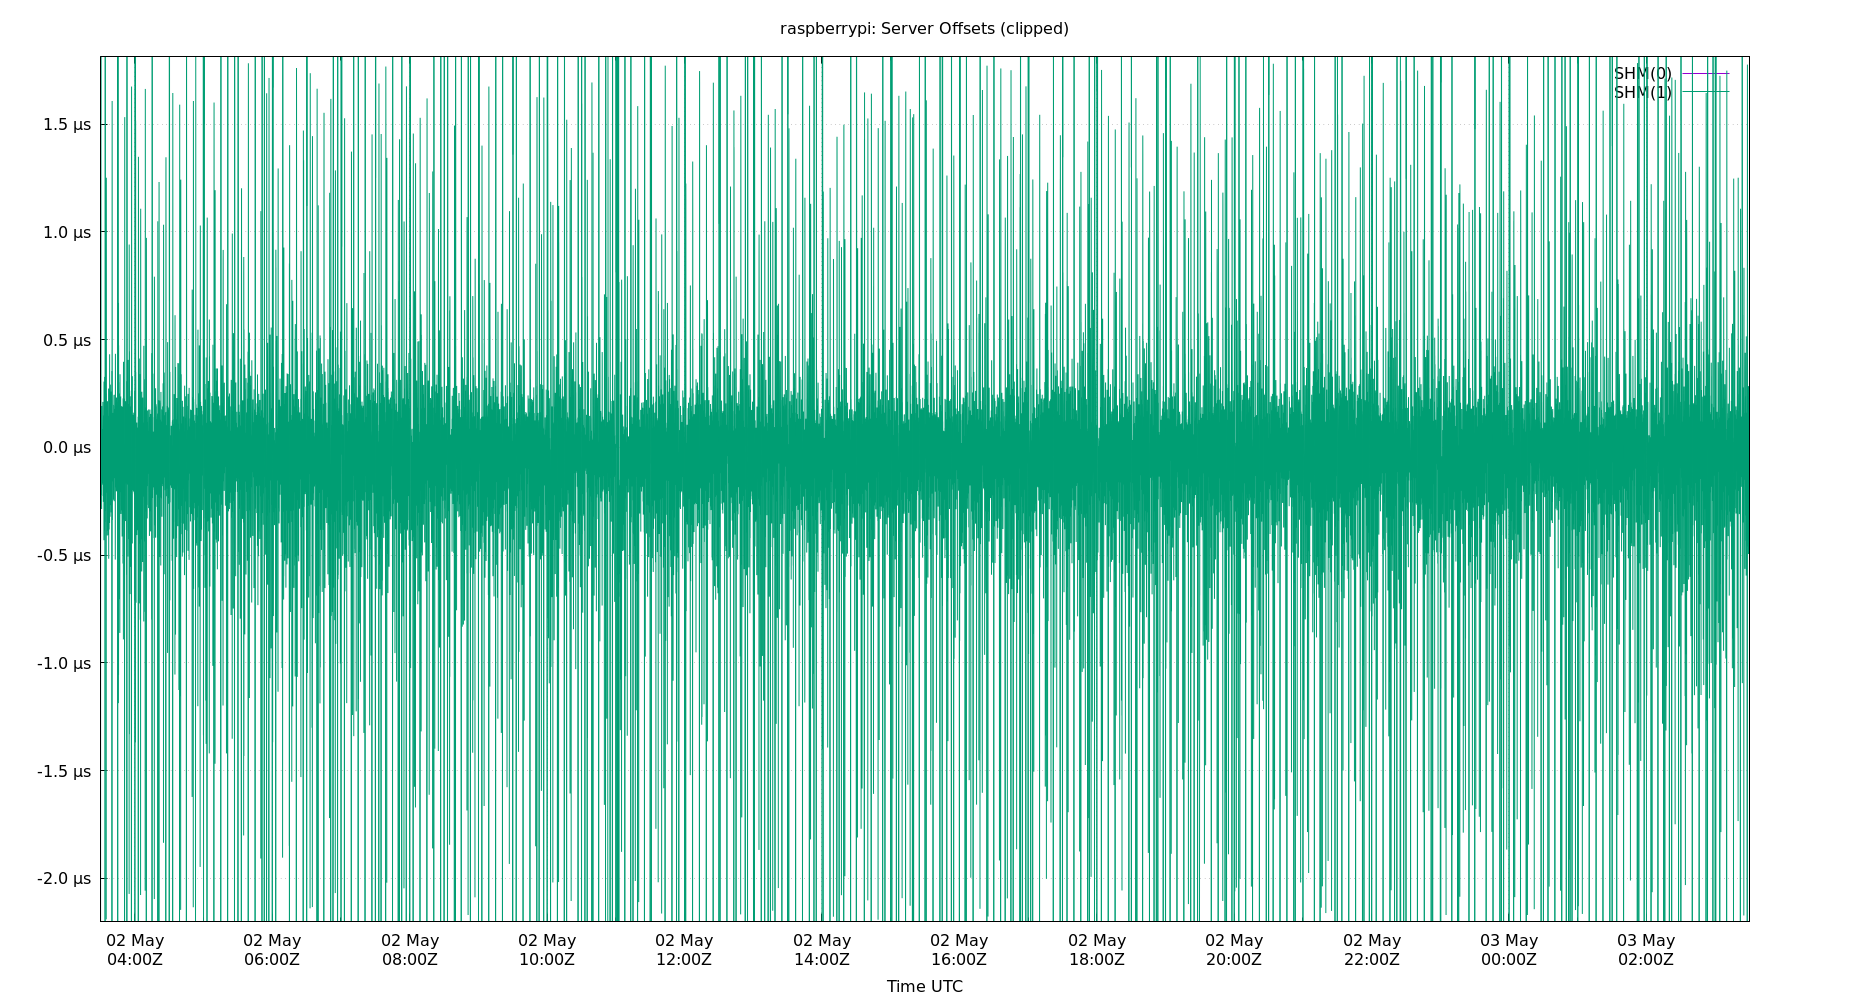 raspberrypi: Server Offsets (clipped)
SHM(0)
SHM(1)
1.5 μs
1.0 μs
0.5 μs
0.0 μs
-0.5 μs
-1.0 μs
-1.5 μs
-2.0 μs
02 May 02 May 02 May 02 May 02 May 02 May 02 May 02 May 02 May 02 May 03 May 03 May
04:00Z 06:00Z 08:00Z 10:00Z 12:00Z 14:00Z 16:00Z 18:00Z 20:00Z 22:00Z 00:00Z 02:00Z
Time UTC